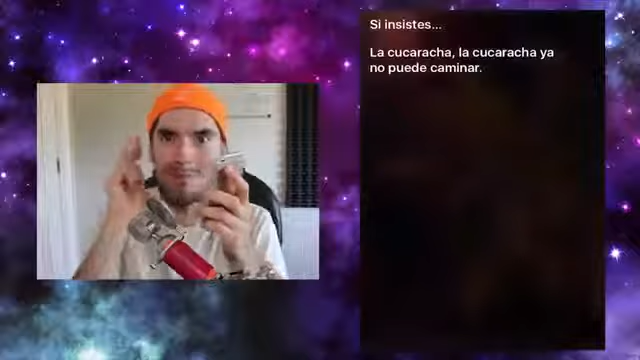 Si insistes...
La cucaracha, la cucaracha ya
no puede caminar.